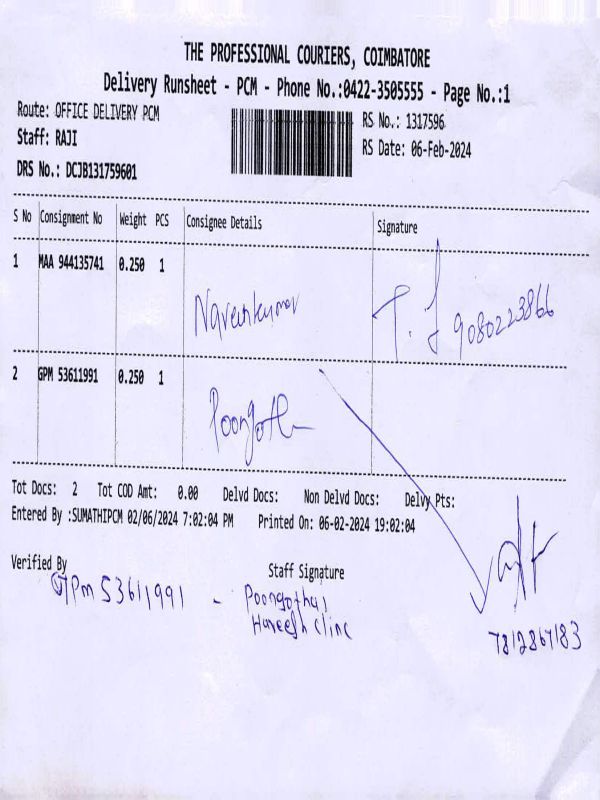 THE PROFESSIONAL COURIERS, COIMBATORE
Delivery Runsheet - PCM - Phone No.:0422-3505555 - Page No.:1
Route: OFFICE DELIVERY PCM
RS No.: 1317596
Staff: RAJI
RS Date: 06-Feb-2024
DRS No.: DCJB131759601
S No Consignment No Weight PCS Consignee Details Signature
1 MAA 944135741 0.250 1
Naveenkumar T. 9080223866
2 GPM 53611991 0.250 1
Poongoth
Tot Docs: 2 Tot COD Amt: 0.00 Delvd Docs: Non Delvd Docs: Delvy Pts:
Entered By :SUMATHIPCM 02/06/2024 7:02:04 PM Printed On: 06-02-2024 19:02:04
Verified By Staff Signature
GPm 53611991 - Poongothai
Hareesh Clinc
7812867183